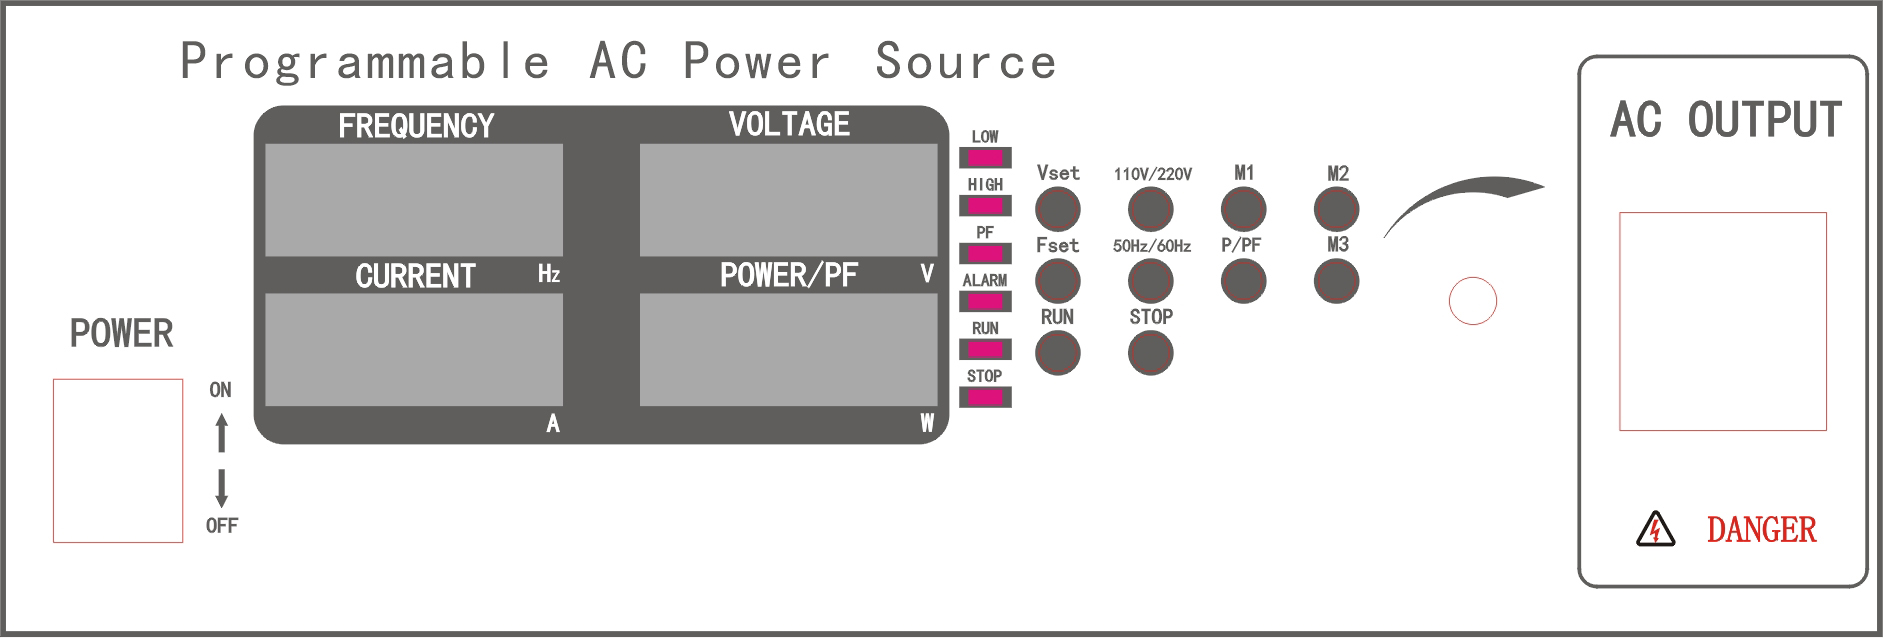 Programmable AC Power Source
FREQUENCY
VOLTAGE
Hz
V
CURRENT
POWER/PF
A
W
LOW
HIGH
PF
ALARM
RUN
STOP
Vset 110V/220V M1 M2
Fset 50Hz/60Hz P/PF M3
RUN STOP
POWER
ON
OFF
AC OUTPUT
DANGER